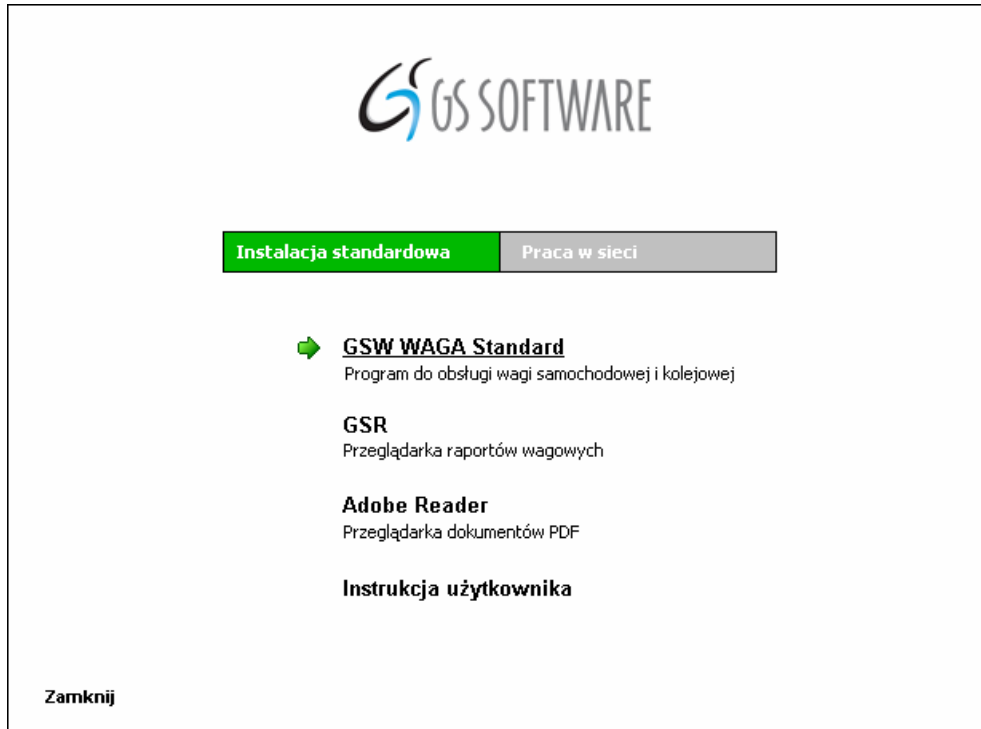 GS SOFTWARE
Instalacja standardowa
Praca w sieci
GSW WAGA Standard
Program do obsługi wagi samochodowej i kolejowej
GSR
Przeglądarka raportów wagowych
Adobe Reader
Przeglądarka dokumentów PDF
Instrukcja użytkownika
Zamknij